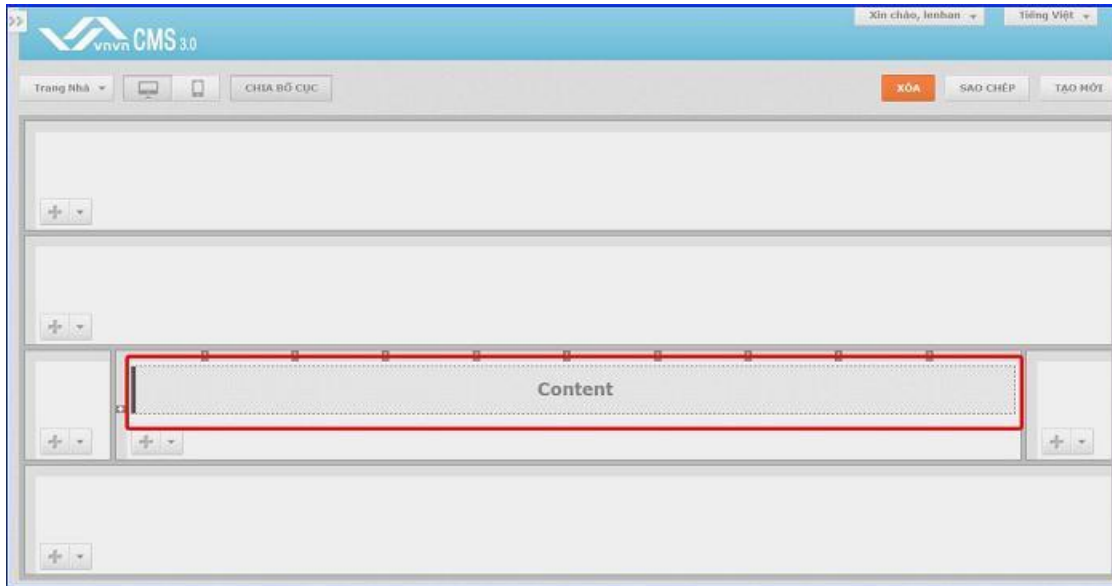 Xin chào, lenhan
Tiếng Việt
vnvn CMS 3.0
Trang Nhà
CHIA BỐ CỤC
XÓA
SAO CHÉP
TẠO MỚI
Content